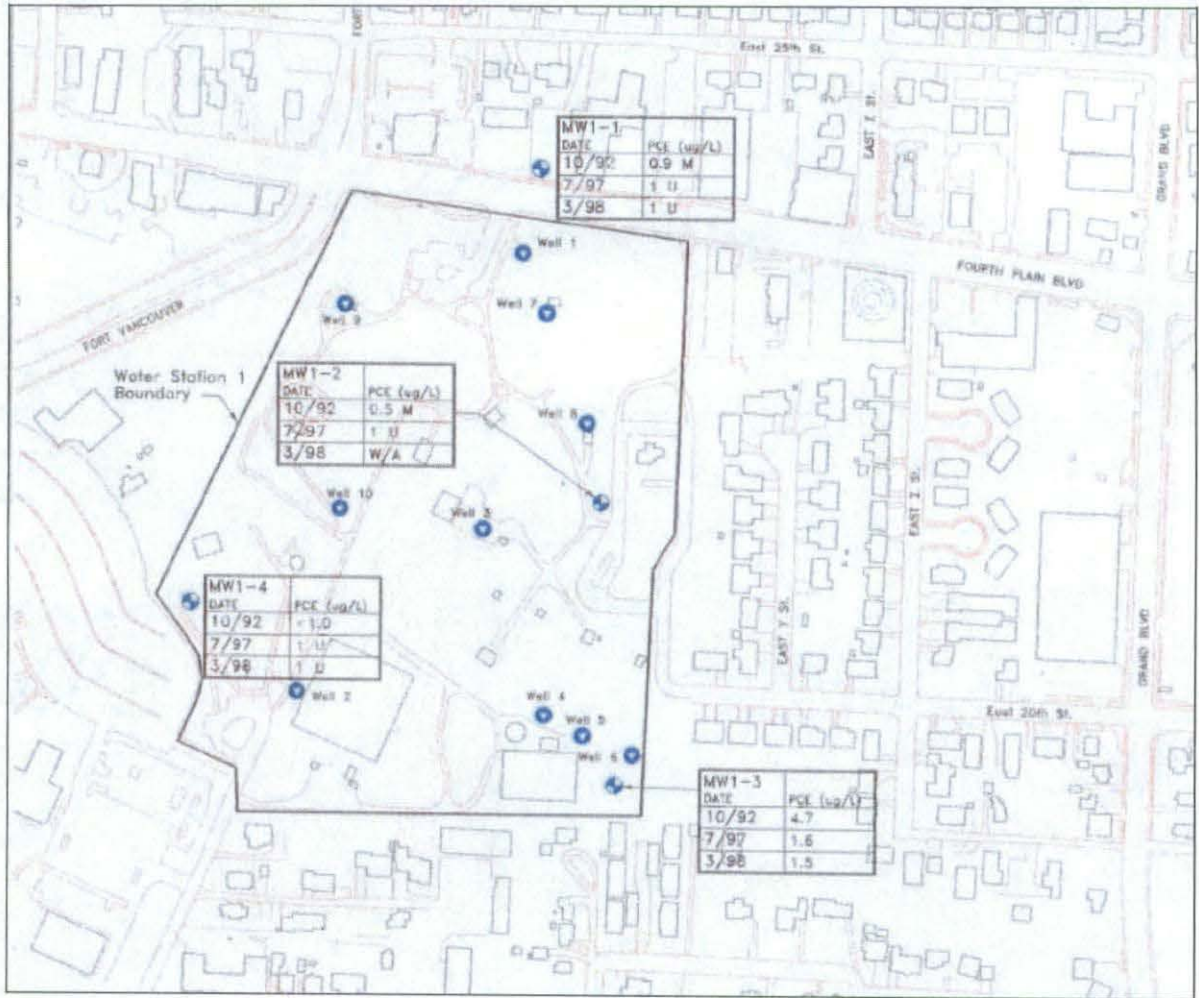 East 25th St.
MW1-1
DATE PCE (ug/L)
10/92 0.9 M
7/97 1 U
3/98 1 U
EAST Z St.
GRAND BLVD
Well 1
FOURTH PLAIN BLVD
Well 7
Well 9
FORT VANCOUVER
Water Station 1
Boundary
MW1-2
DATE PCE (ug/L)
10/92 0.5 M
7/97 1 U
3/98 W/A
Well 8
Well 10
Well 3
EAST Z St.
MW1-4
DATE PCE (ug/L)
10/92 <1.0
7/97 1 U
3/98 1 U
EAST Y St.
GRAND BLVD
Well 2
Well 4
Well 5
Well 6
East 20th St.
MW1-3
DATE PCE (ug/L)
10/92 4.7
7/97 1.6
3/98 1.5